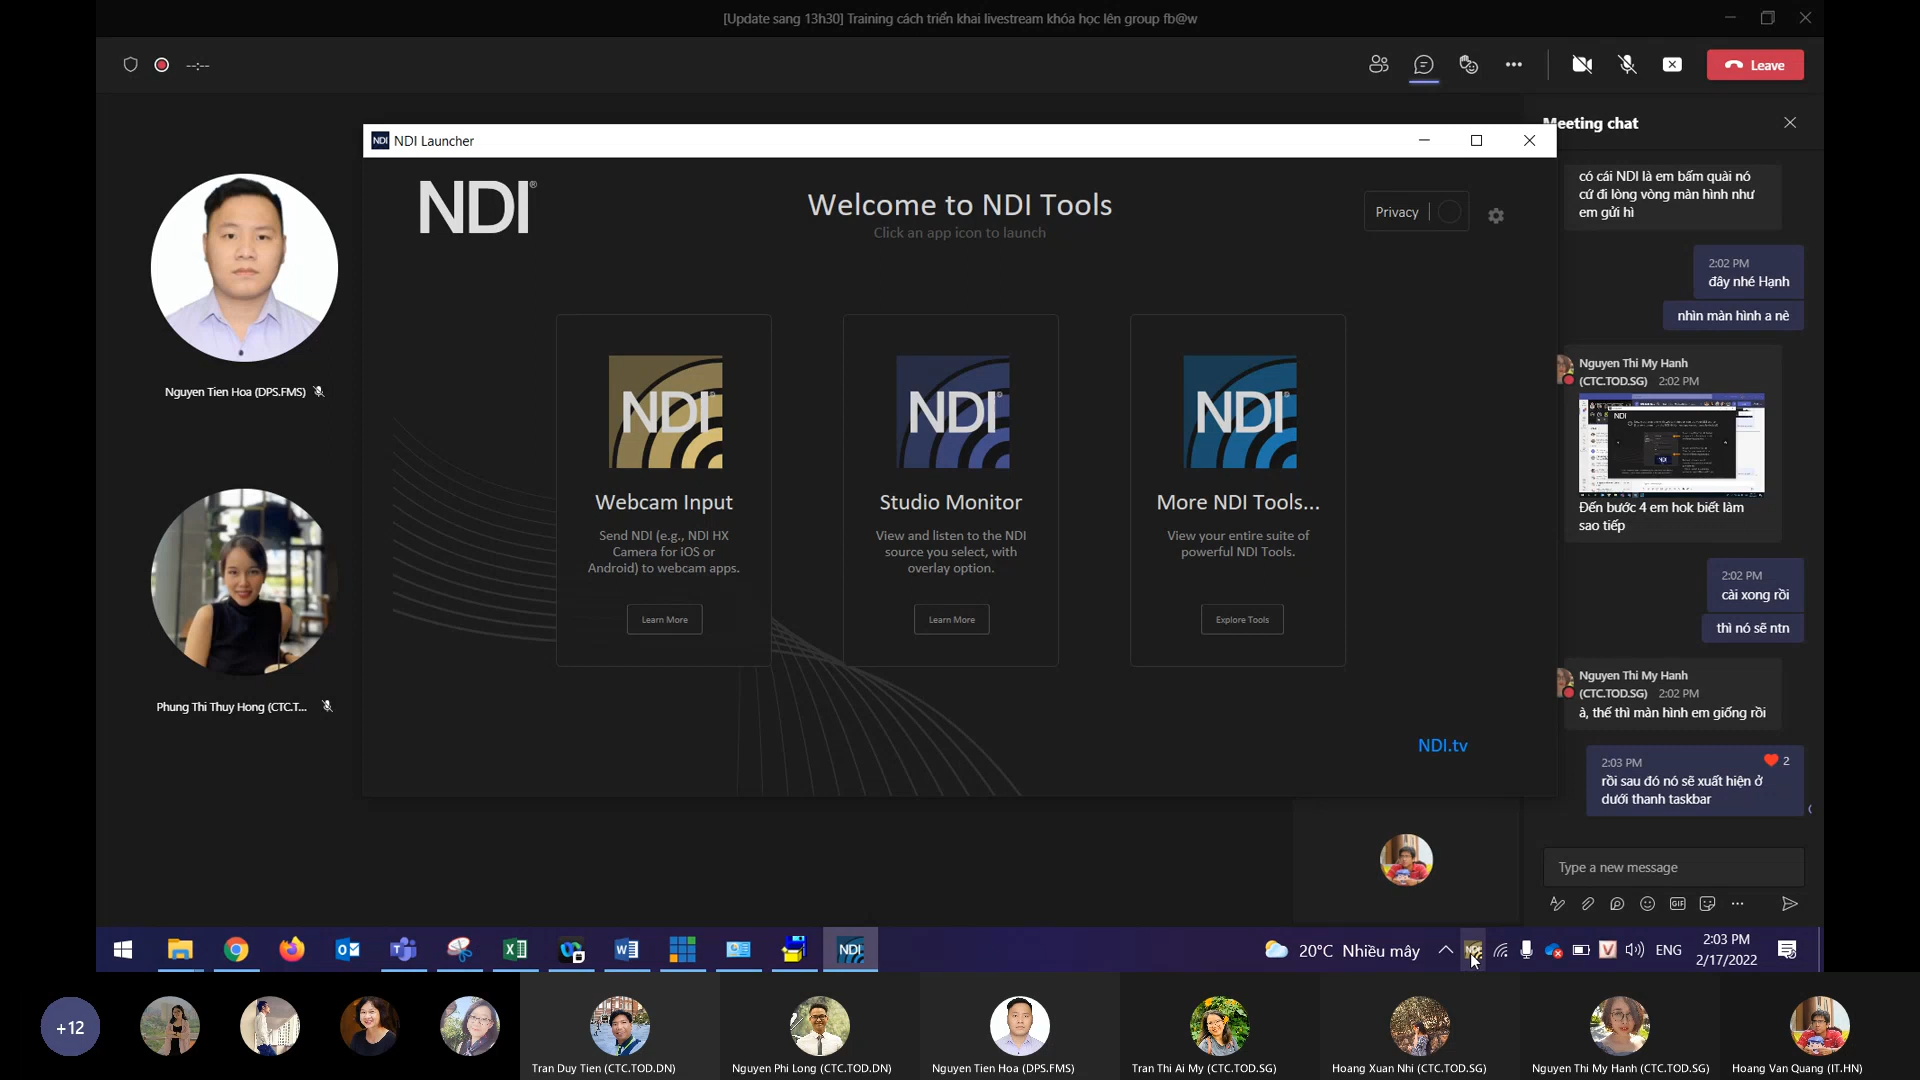 [Update sang 13h30] Training cách triển khai livestream khóa học lên group fb@w
--:--
Leave
Meeting chat
NDI Launcher
NDI
Welcome to NDI Tools
Click an app icon to launch
Privacy
NDI
Webcam Input
Send NDI (e.g., NDI HX
Camera for iOS or
Android) to webcam apps.
Learn More
NDI
Studio Monitor
View and listen to the NDI
source you select, with
overlay option.
Learn More
NDI
More NDI Tools...
View your entire suite of
powerful NDI Tools.
Explore Tools
NDI.tv
Nguyen Tien Hoa (DPS.FMS)
Phung Thi Thuy Hong (CTC.T...
có cái NDI là em bấm quài nó
cứ đi lòng vòng màn hình như
em gửi hì
2:02 PM
đây nhé Hạnh
nhìn màn hình a nè
Nguyen Thi My Hanh
(CTC.TOD.SG) 2:02 PM
NDI
Đến bước 4 em hok biết làm
sao tiếp
2:02 PM
cài xong rồi
thì nó sẽ ntn
Nguyen Thi My Hanh
(CTC.TOD.SG) 2:02 PM
à, thế thì màn hình em giống rồi
2:03 PM
2
rồi sau đó nó sẽ xuất hiện ở
dưới thanh taskbar
Type a new message
GIF
NDI
20°C Nhiều mây
ENG
2:03 PM
2/17/2022
+12
Tran Duy Tien (CTC.TOD.DN)
Nguyen Phi Long (CTC.TOD.DN)
Nguyen Tien Hoa (DPS.FMS)
Tran Thi Ai My (CTC.TOD.SG)
Hoang Xuan Nhi (CTC.TOD.SG)
Nguyen Thi My Hanh (CTC.TOD.SG)
Hoang Van Quang (IT.HN)